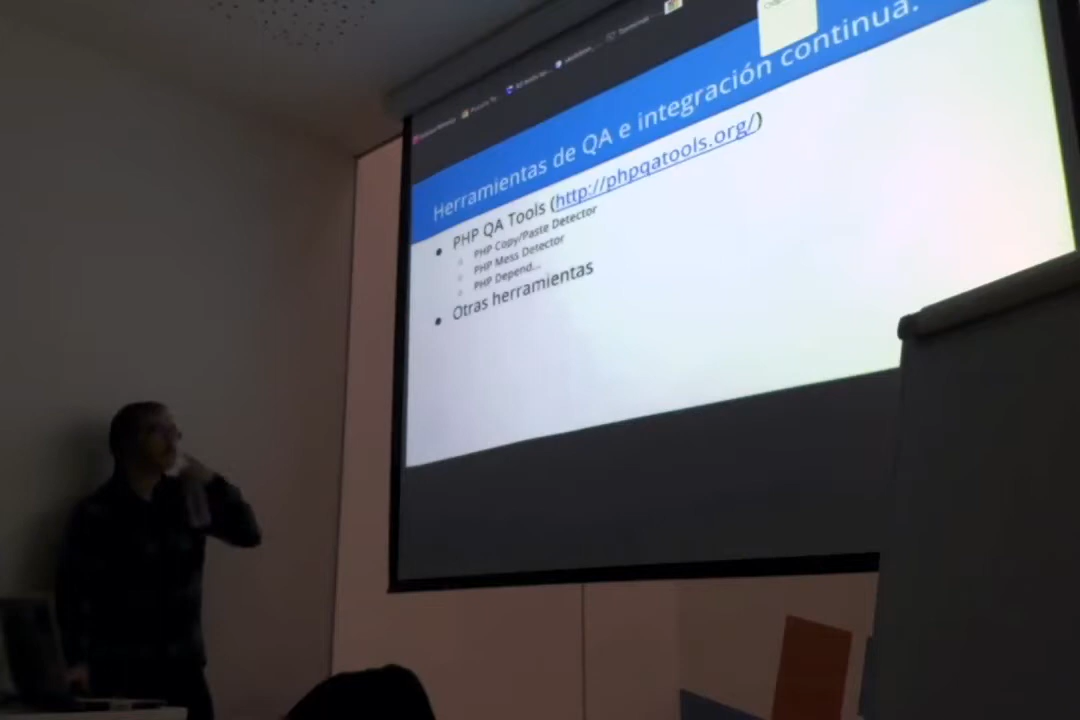 Herramientas de QA e integración continua.
PHP QA Tools (http://phpqatools.org/)
PHP Copy/Paste Detector
PHP Mess Detector
PHP Depend...
Otras herramientas